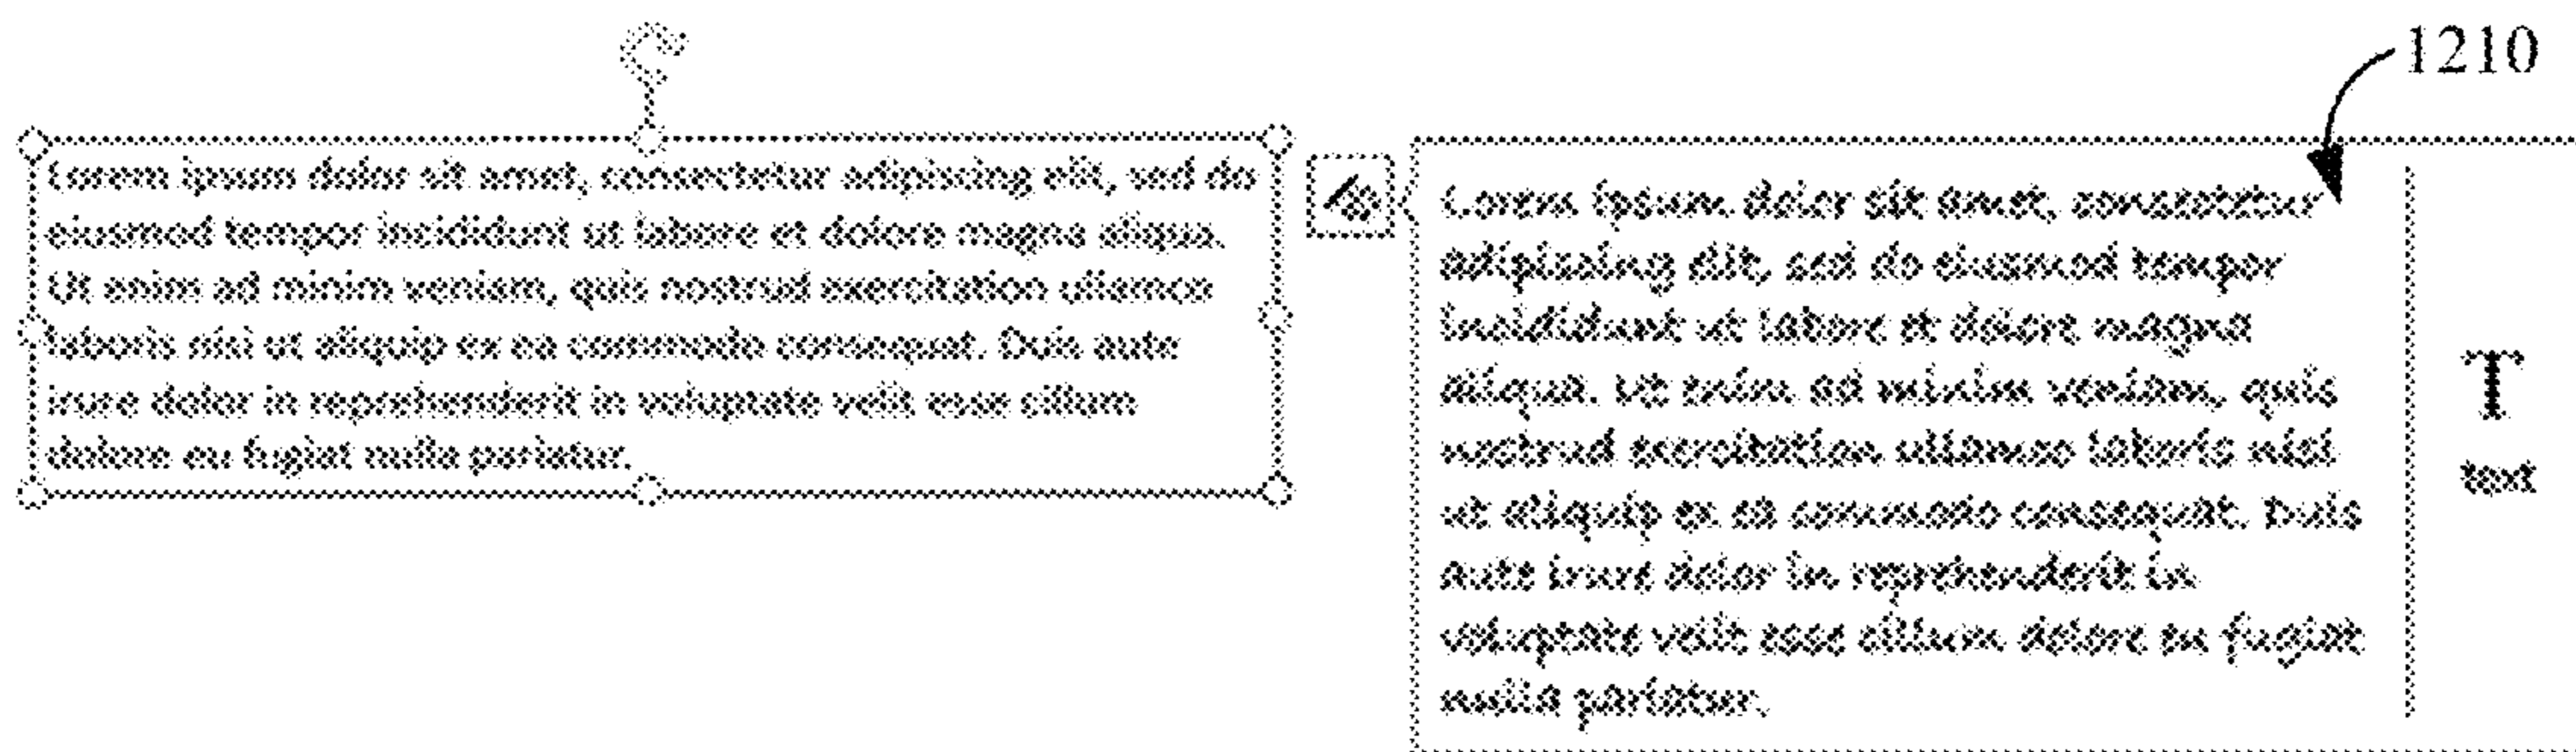 1210
Lorem ipsum dolor sit amet, consectetur adipiscing elit, sed do
eiusmod tempor incididunt ut labore et dolore magna aliqua.
Ut enim ad minim veniam, quis nostrud exercitation ullamco
laboris nisi ut aliquip ex ea commodo consequat. Duis aute
irure dolor in reprehenderit in voluptate velit esse cillum
dolore eu fugiat nulla pariatur.
Lorem ipsum dolor sit amet, consectetur
adipiscing elit, sed do eiusmod tempor
incididunt ut labore et dolore magna
aliqua. Ut enim ad minim veniam, quis
nostrud exercitation ullamco laboris nisi
ut aliquip ex ea commodo consequat. Duis
aute irure dolor in reprehenderit in
voluptate velit esse cillum dolore eu fugiat
nulla pariatur.
T
text